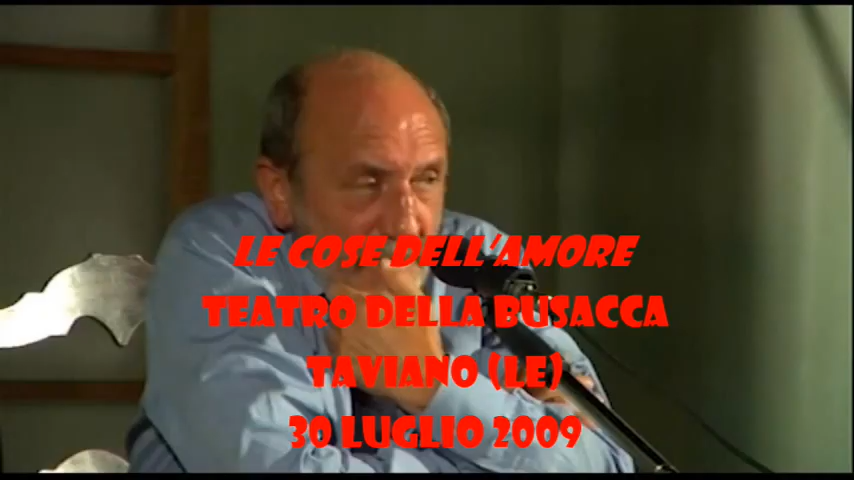 LE COSE DELL'AMORE
TEATRO DELLA BUSACCA
TAVIANO (LE)
30 LUGLIO 2009